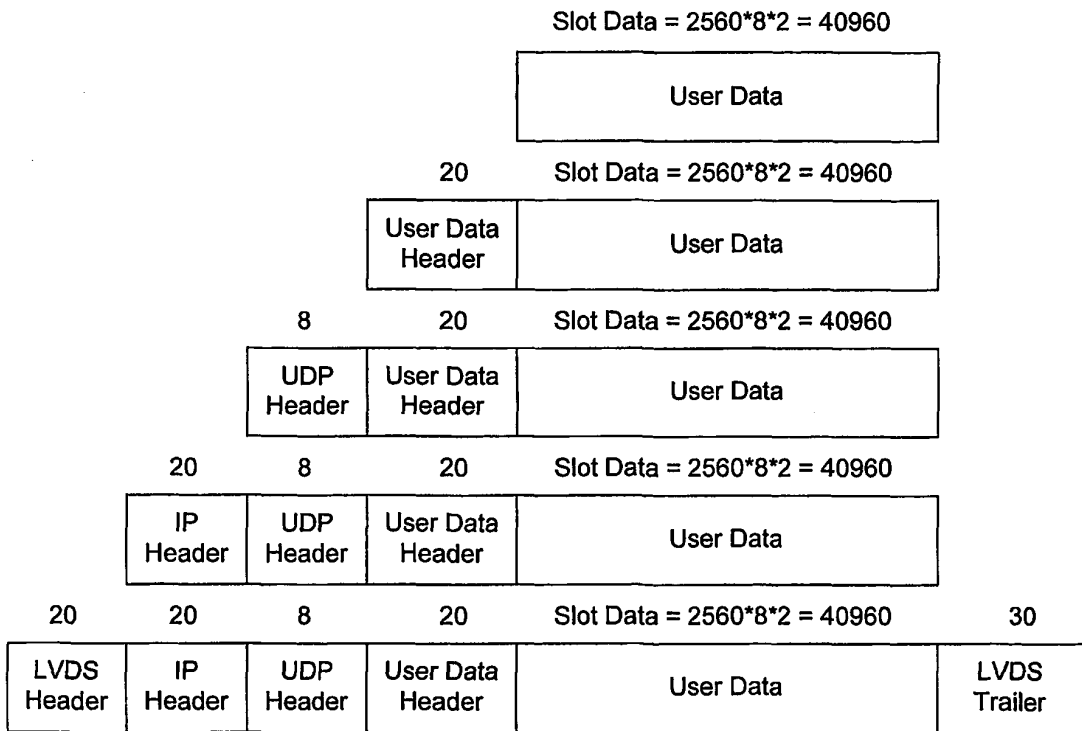 Slot Data = 2560*8*2 = 40960
User Data
20 Slot Data = 2560*8*2 = 40960
User Data
Header
User Data
8 20 Slot Data = 2560*8*2 = 40960
UDP
Header
User Data
Header
User Data
20 8 20 Slot Data = 2560*8*2 = 40960
IP
Header
UDP
Header
User Data
Header
User Data
20 20 8 20 Slot Data = 2560*8*2 = 40960 30
LVDS
Header
IP
Header
UDP
Header
User Data
Header
User Data
LVDS
Trailer